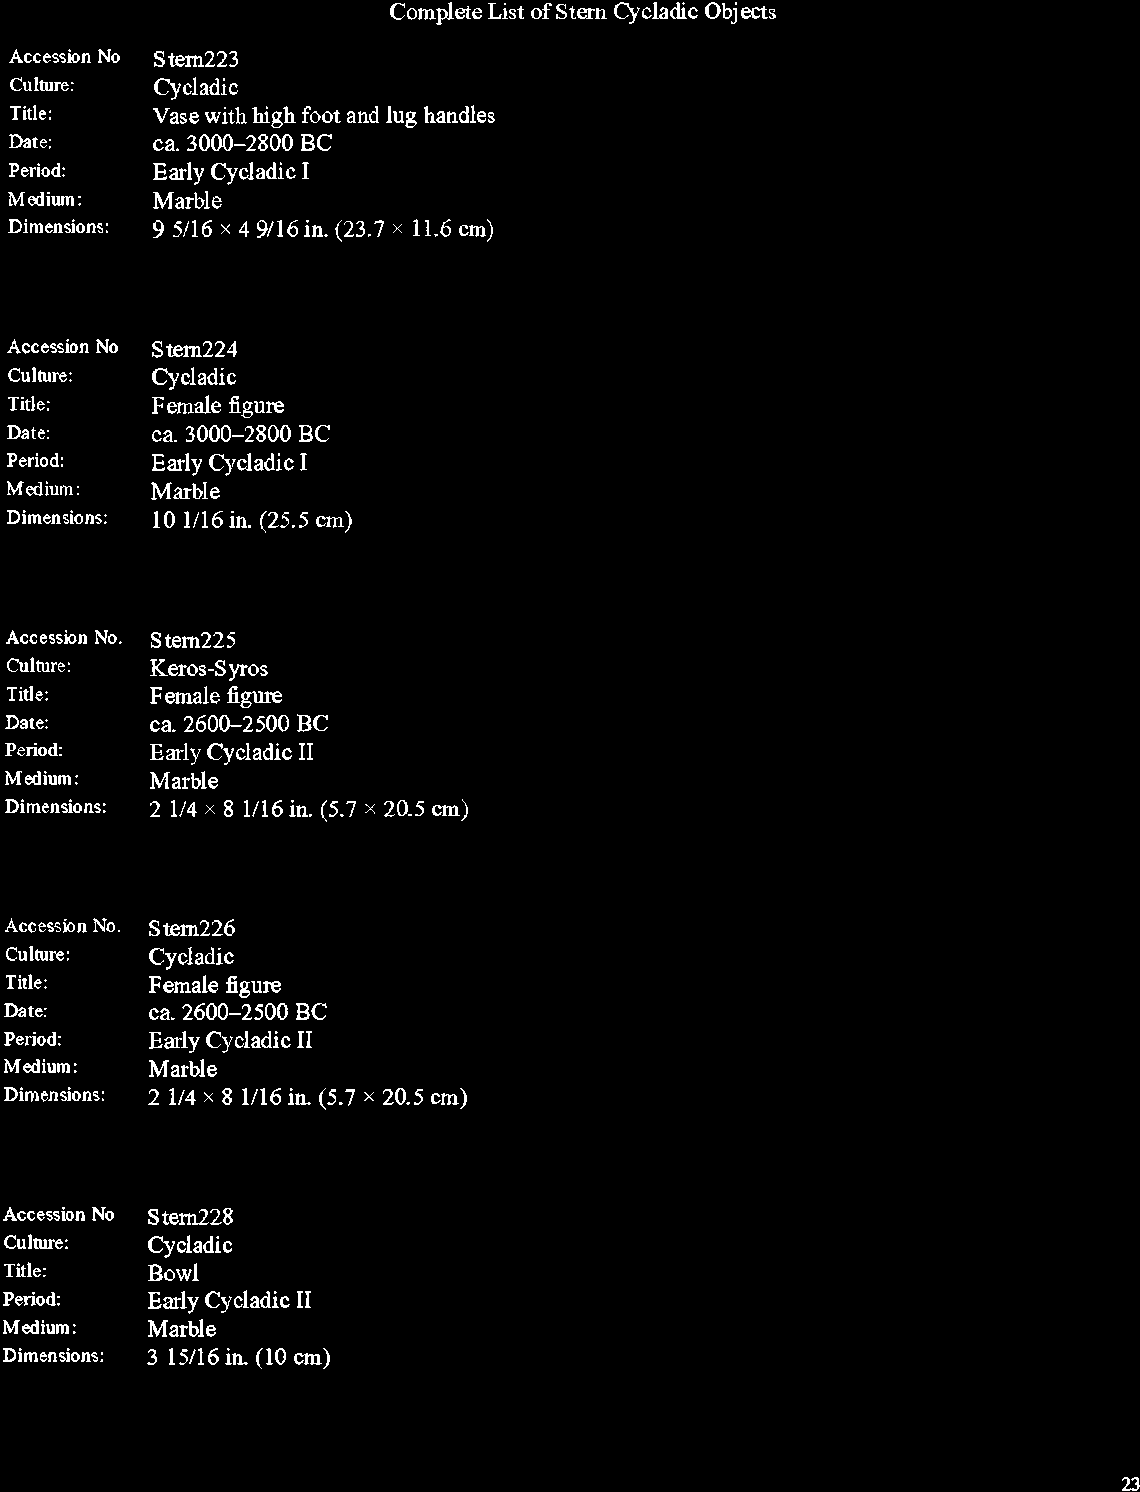 Complete List of Stern Cycladic Objects
Accession No Stern223
Culture: Cycladic
Title: Vase with high foot and lug handles
Date: ca. 3000–2800 BC
Period: Early Cycladic I
Medium: Marble
Dimensions: 9 5/16 × 4 9/16 in. (23.7 × 11.6 cm)
Accession No Stern224
Culture: Cycladic
Title: Female figure
Date: ca. 3000–2800 BC
Period: Early Cycladic I
Medium: Marble
Dimensions: 10 1/16 in. (25.5 cm)
Accession No. Stern225
Culture: Keros-Syros
Title: Female figure
Date: ca. 2600–2500 BC
Period: Early Cycladic II
Medium: Marble
Dimensions: 2 1/4 × 8 1/16 in. (5.7 × 20.5 cm)
Accession No. Stern226
Culture: Cycladic
Title: Female figure
Date: ca. 2600–2500 BC
Period: Early Cycladic II
Medium: Marble
Dimensions: 2 1/4 × 8 1/16 in. (5.7 × 20.5 cm)
Accession No Stern228
Culture: Cycladic
Title: Bowl
Period: Early Cycladic II
Medium: Marble
Dimensions: 3 15/16 in. (10 cm)
23